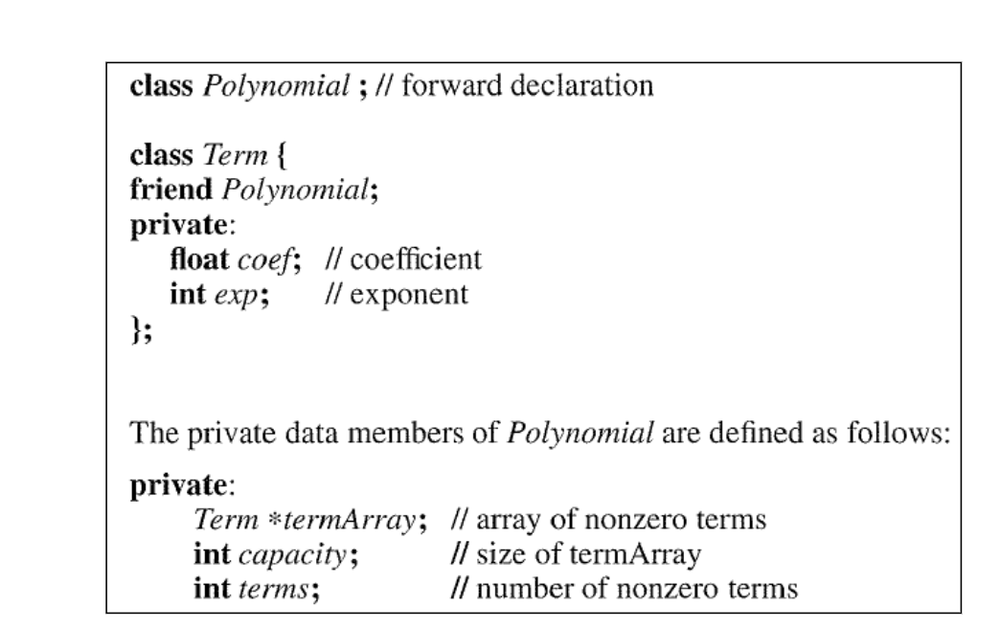 class Polynomial ; // forward declaration
class Term {
friend Polynomial;
private:
float coef; // coefficient
int exp; // exponent
};
The private data members of Polynomial are defined as follows:
private:
Term *termArray; // array of nonzero terms
int capacity; // size of termArray
int terms; // number of nonzero terms